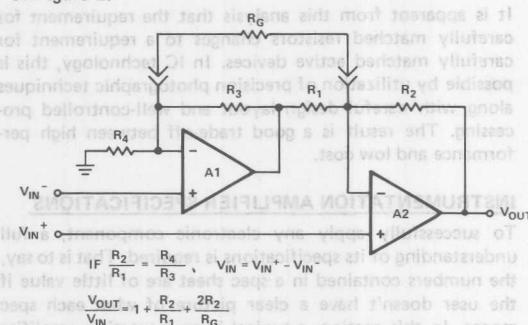 It is apparent from this analysis that the requirement for
carefully matched resistors changes to a requirement for
carefully matched active devices. In IC technology, this is
possible by utilization of precision photographic techniques
along with careful design layout and well-controlled pro-
cessing. The result is a good trade-off between high per-
formance and low cost.
RG
R3
R1
R2
R4
A1
A2
VIN−
VIN+
VOUT
INSTRUMENTATION AMPLIFIER SPECIFICATIONS
To successfully apply any electronic component, a full
understanding of its specifications is required. That is to say,
the numbers contained in a spec sheet are of little value if
the user doesn't have a clear picture of what each spec
IF R2/R1 = R4/R3, VIN = VIN+ - VIN−
VOUT/VIN = 1 + R2/R1 + 2R2/RG